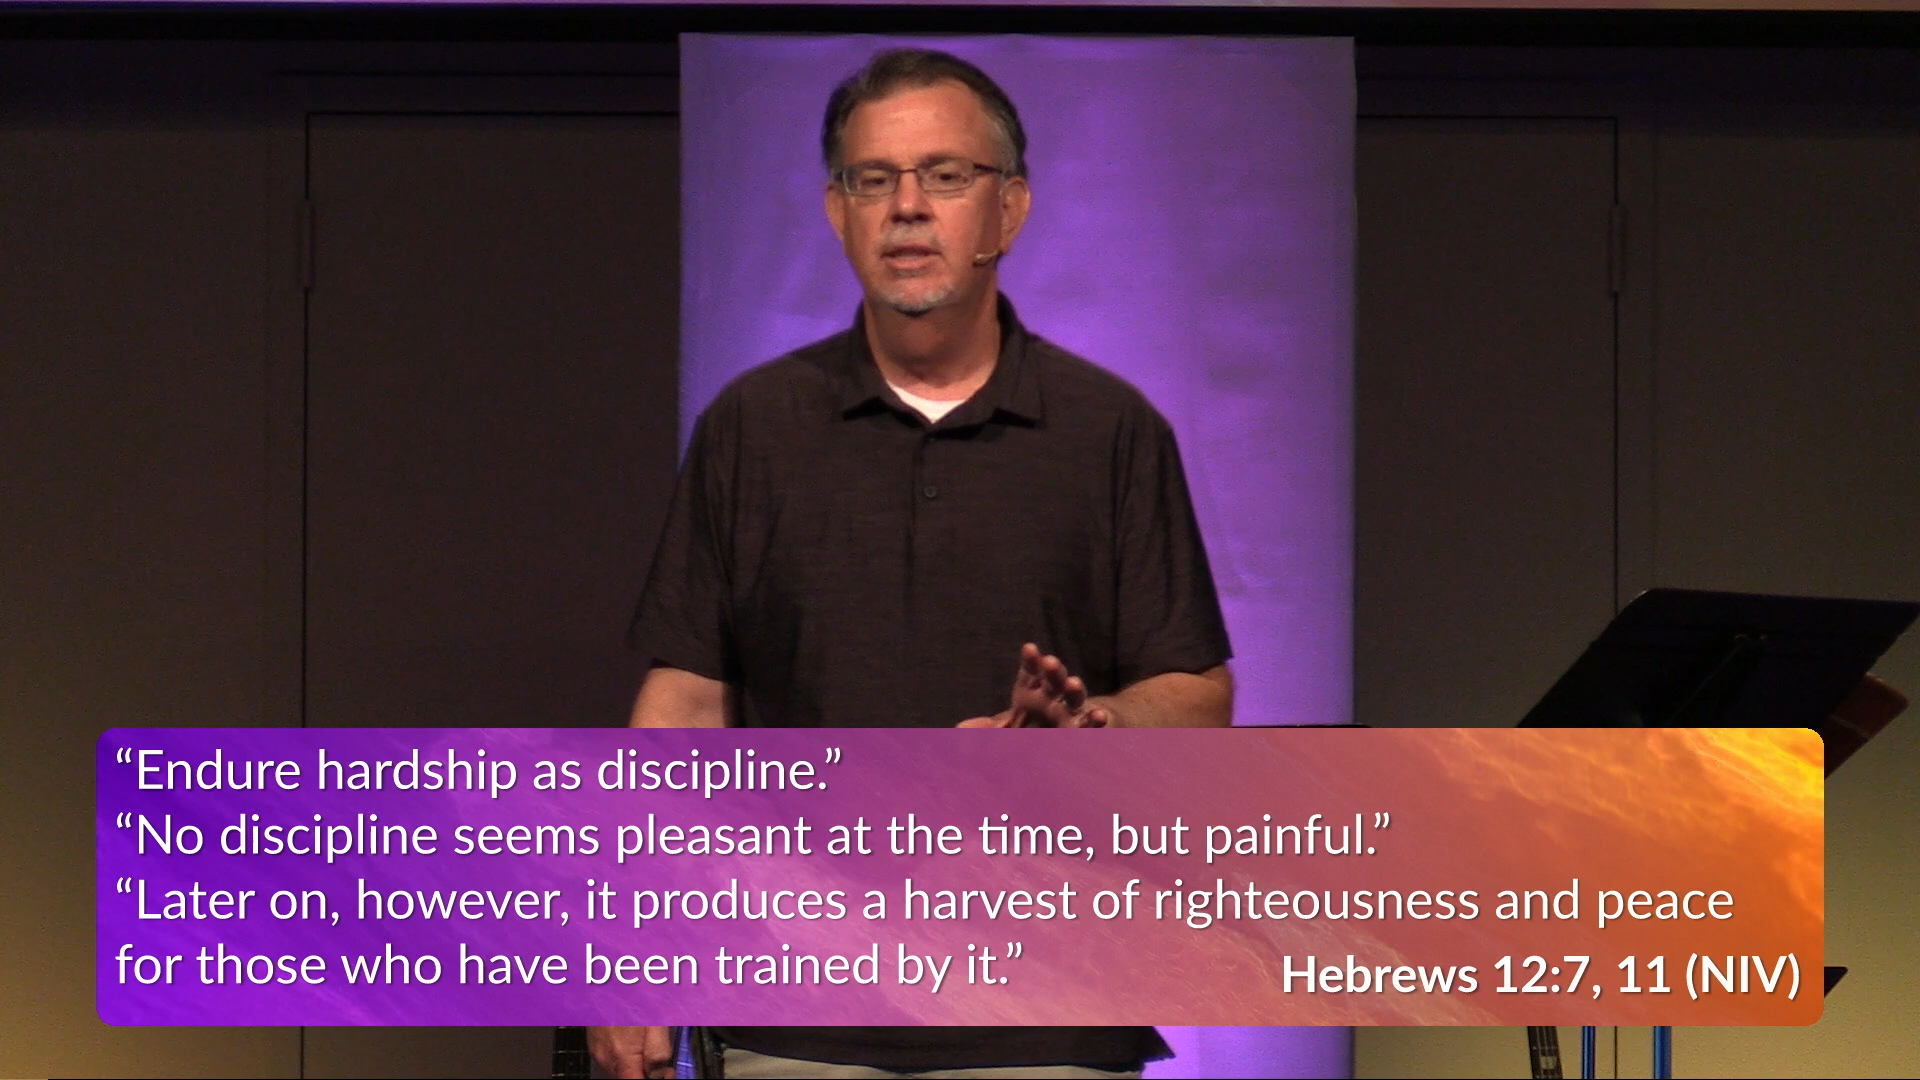 “Endure hardship as discipline.”
“No discipline seems pleasant at the time, but painful.”
“Later on, however, it produces a harvest of righteousness and peace
for those who have been trained by it.”
Hebrews 12:7, 11 (NIV)